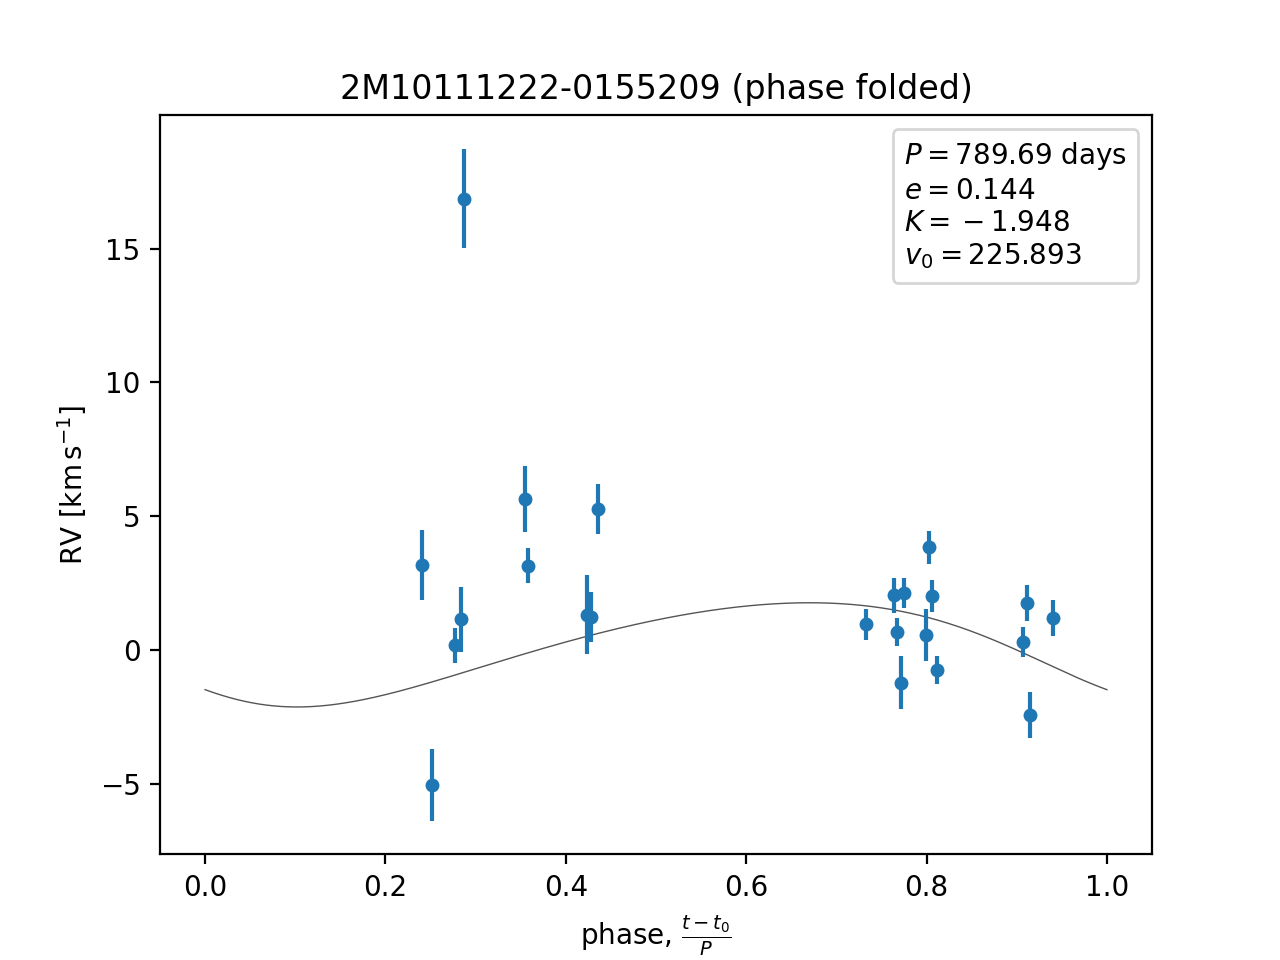 2M10111222-0155209 (phase folded)
P = 789.69 days
e = 0.144
K = −1.948
v₀ = 225.893
RV [km s⁻¹]
15
10
5
0
−5
0.0 0.2 0.4 0.6 0.8 1.0
phase, (t − t₀)/P